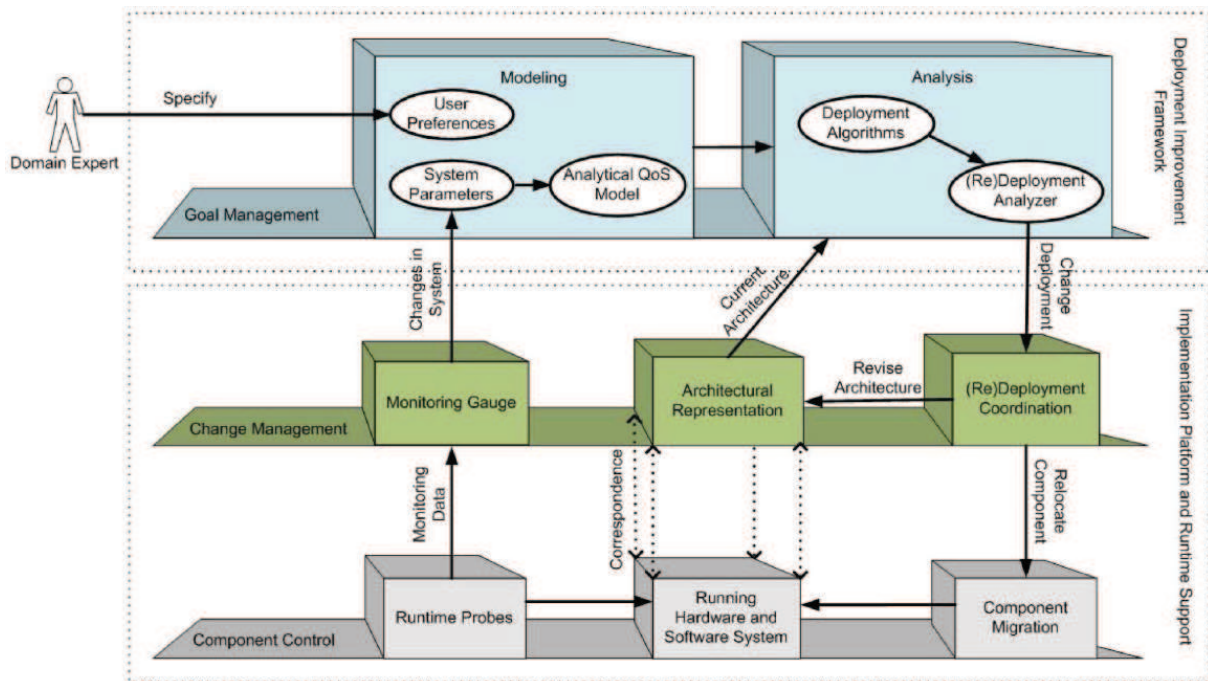 Modeling
Analysis
Specify
User
Preferences
Deployment
Algorithms
Domain Expert
System
Parameters
Analytical QoS
Model
(Re)Deployment
Analyzer
Goal Management
Deployment Improvement
Framework
Changes in
System
Current
Architecture
Change
Deployment
Monitoring Gauge
Architectural
Representation
Revise
Architecture
(Re)Deployment
Coordination
Change Management
Monitoring
Data
Correspondence
Relocate
Component
Runtime Probes
Running
Hardware and
Software System
Component
Migration
Component Control
Implementation Platform and Runtime Support